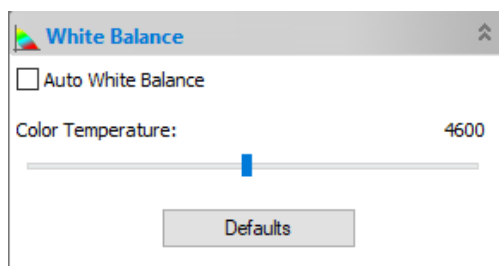 White Balance
Auto White Balance
Color Temperature: 4600
Defaults